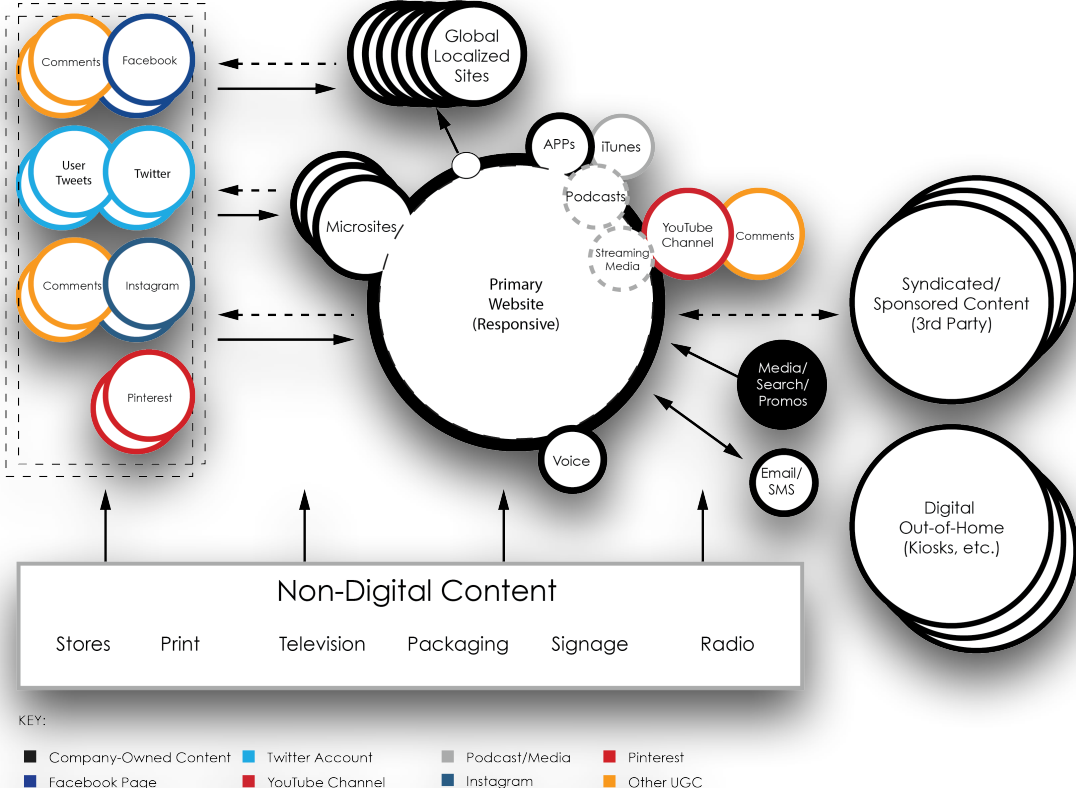 Comments
Facebook
User
Tweets
Twitter
Comments
Instagram
Pinterest
Global
Localized
Sites
Microsites
APPs
iTunes
Podcasts
Streaming
Media
YouTube
Channel
Comments
Primary
Website
(Responsive)
Voice
Media/
Search/
Promos
Email/
SMS
Syndicated/
Sponsored Content
(3rd Party)
Digital
Out-of-Home
(Kiosks, etc.)
Non-Digital Content
Stores Print Television Packaging Signage Radio
KEY:
Company-Owned Content Twitter Account Podcast/Media Pinterest
Facebook Page YouTube Channel Instagram Other UGC